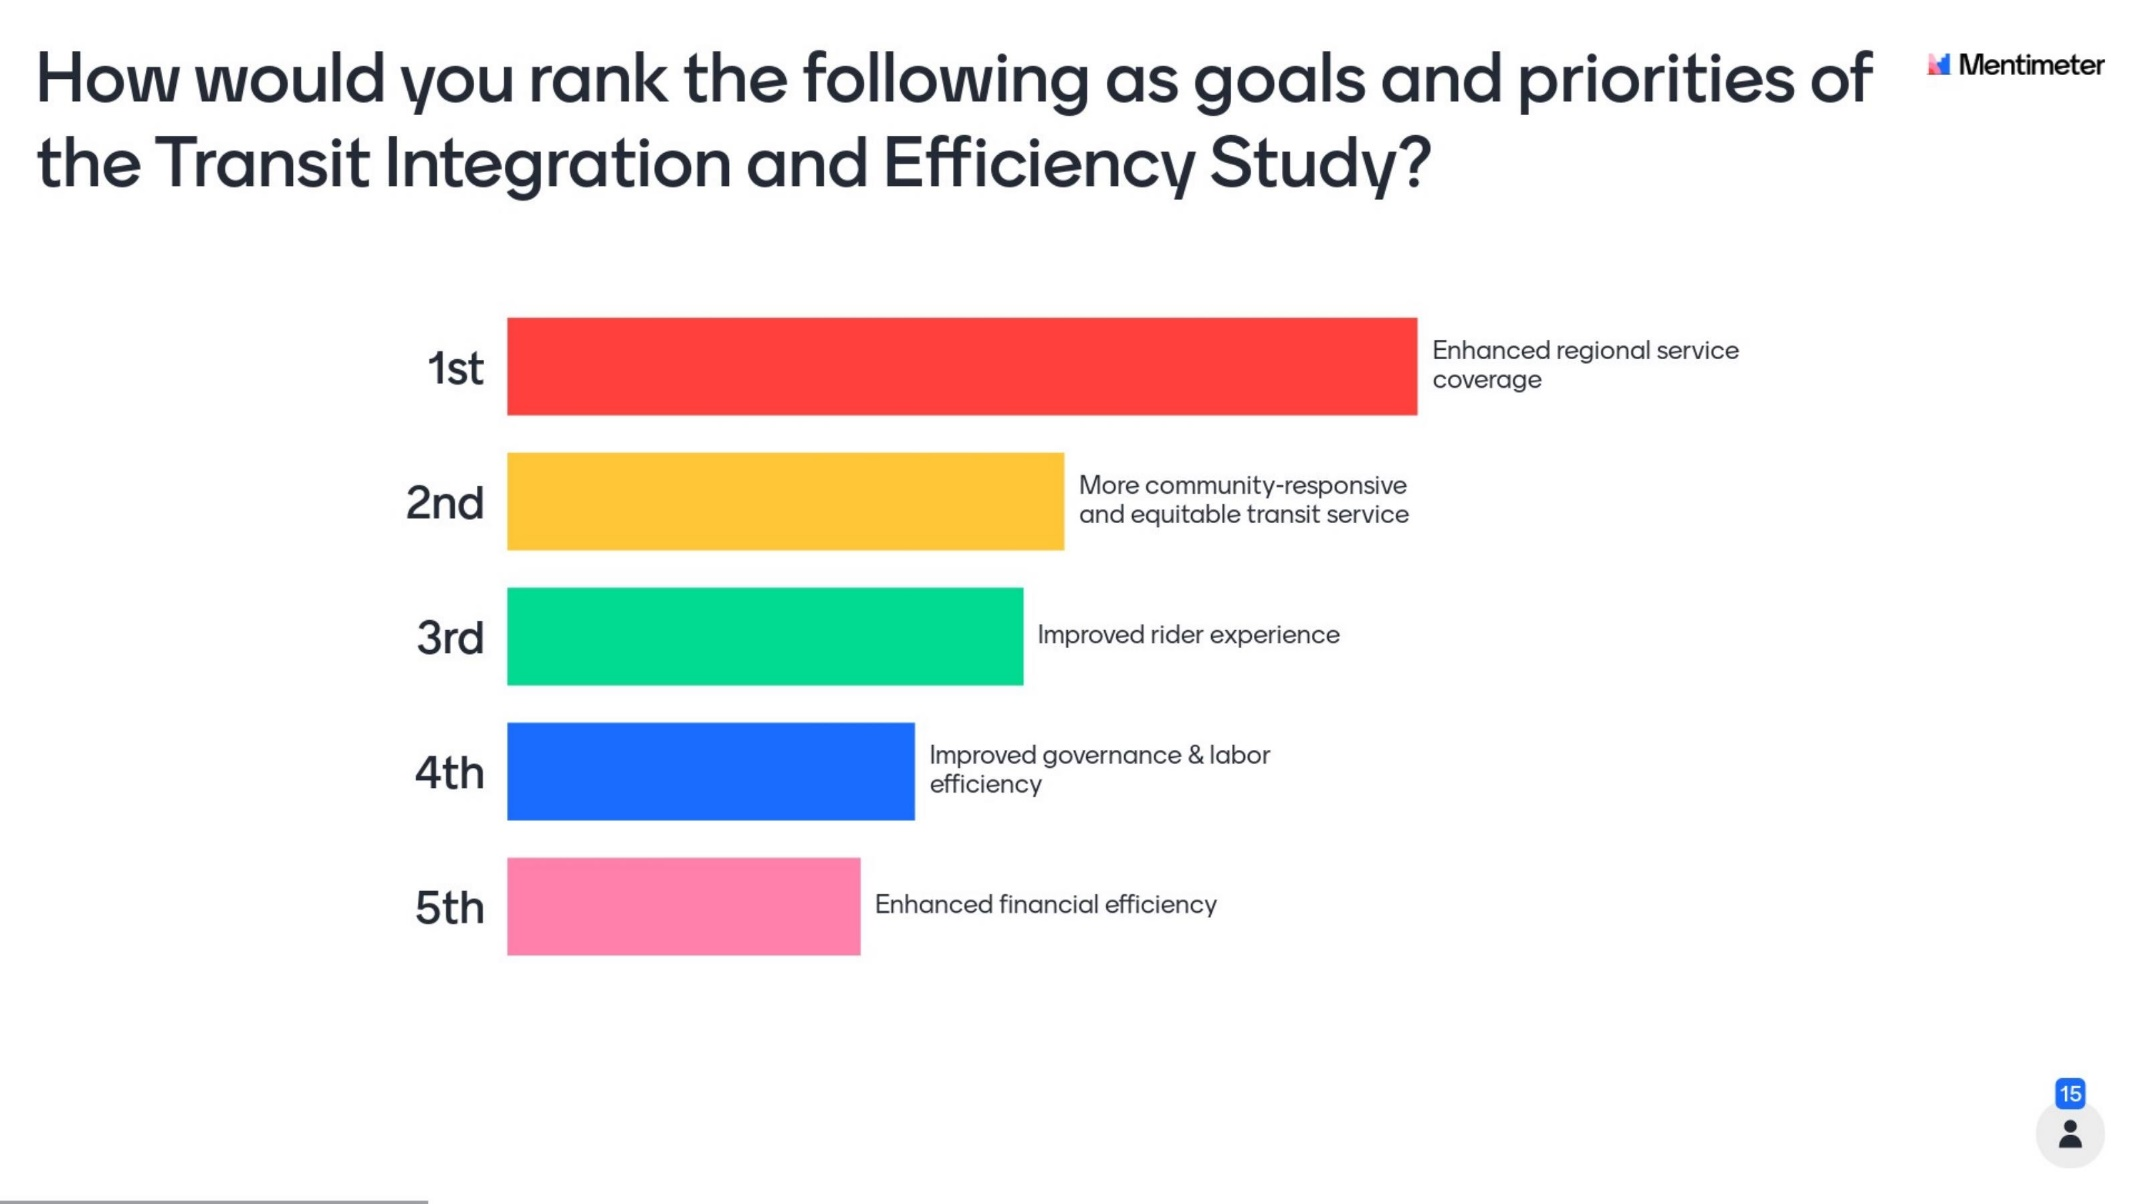 How would you rank the following as goals and priorities of
the Transit Integration and Efficiency Study?
Mentimeter
1st
Enhanced regional service
coverage
2nd
More community-responsive
and equitable transit service
3rd
Improved rider experience
4th
Improved governance & labor
efficiency
5th
Enhanced financial efficiency
15